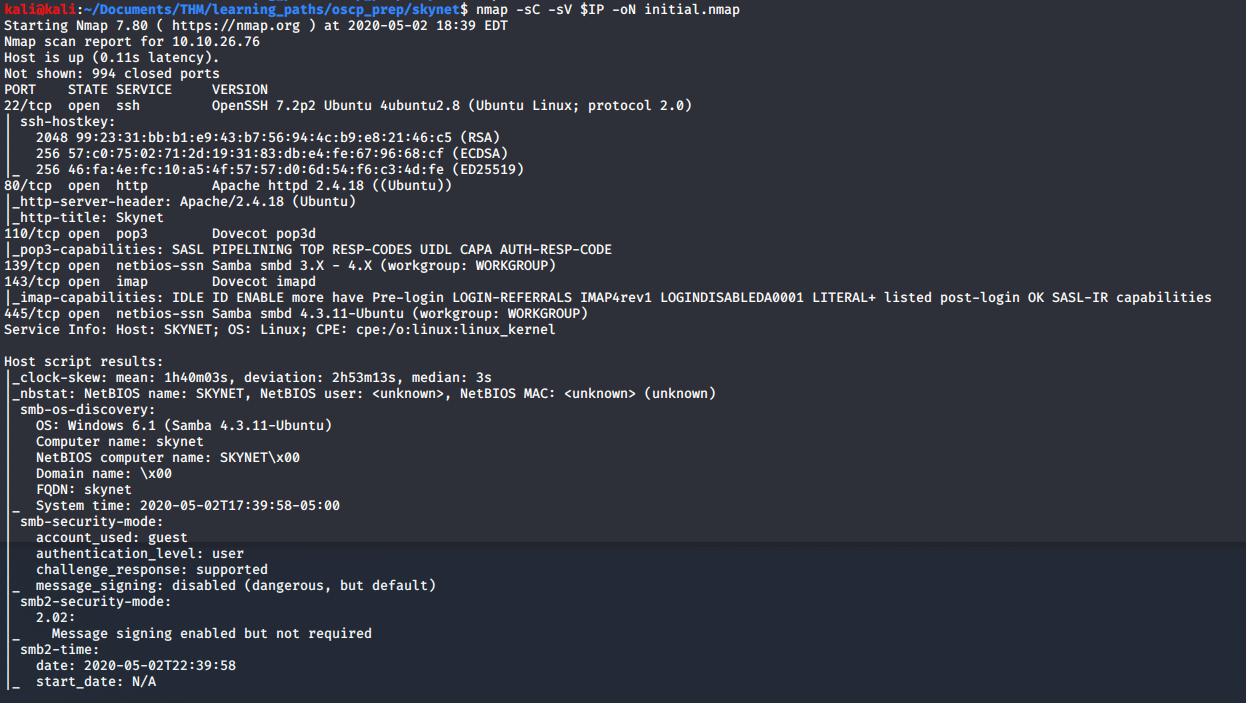 kali@kali:~/Documents/THM/learning_paths/oscp_prep/skynet$ nmap -sC -sV $IP -oN initial.nmap
Starting Nmap 7.80 ( https://nmap.org ) at 2020-05-02 18:39 EDT
Nmap scan report for 10.10.26.76
Host is up (0.11s latency).
Not shown: 994 closed ports
PORT    STATE SERVICE     VERSION
22/tcp  open  ssh         OpenSSH 7.2p2 Ubuntu 4ubuntu2.8 (Ubuntu Linux; protocol 2.0)
| ssh-hostkey:
|   2048 99:23:31:bb:b1:e9:43:b7:56:94:4c:b9:e8:21:46:c5 (RSA)
|   256 57:c0:75:02:71:2d:19:31:83:db:e4:fe:67:96:68:cf (ECDSA)
|_  256 46:fa:4e:fc:10:a5:4f:57:57:d0:6d:54:f6:c3:4d:fe (ED25519)
80/tcp  open  http        Apache httpd 2.4.18 ((Ubuntu))
|_http-server-header: Apache/2.4.18 (Ubuntu)
|_http-title: Skynet
110/tcp open  pop3        Dovecot pop3d
|_pop3-capabilities: SASL PIPELINING TOP RESP-CODES UIDL CAPA AUTH-RESP-CODE
139/tcp open  netbios-ssn Samba smbd 3.X - 4.X (workgroup: WORKGROUP)
143/tcp open  imap        Dovecot imapd
|_imap-capabilities: IDLE ID ENABLE more have Pre-login LOGIN-REFERRALS IMAP4rev1 LOGINDISABLEDA0001 LITERAL+ listed post-login OK SASL-IR capabilities
445/tcp open  netbios-ssn Samba smbd 4.3.11-Ubuntu (workgroup: WORKGROUP)
Service Info: Host: SKYNET; OS: Linux; CPE: cpe:/o:linux:linux_kernel

Host script results:
|_clock-skew: mean: 1h40m03s, deviation: 2h53m13s, median: 3s
|_nbstat: NetBIOS name: SKYNET, NetBIOS user: <unknown>, NetBIOS MAC: <unknown> (unknown)
| smb-os-discovery:
|   OS: Windows 6.1 (Samba 4.3.11-Ubuntu)
|   Computer name: skynet
|   NetBIOS computer name: SKYNET\x00
|   Domain name: \x00
|   FQDN: skynet
|_  System time: 2020-05-02T17:39:58-05:00
| smb-security-mode:
|   account_used: guest
|   authentication_level: user
|   challenge_response: supported
|_  message_signing: disabled (dangerous, but default)
| smb2-security-mode:
|   2.02:
|_    Message signing enabled but not required
| smb2-time:
|   date: 2020-05-02T22:39:58
|_  start_date: N/A